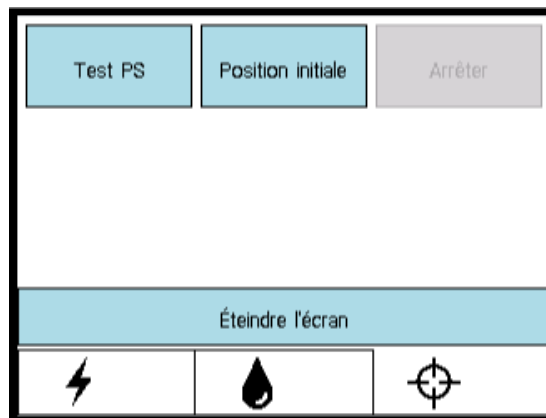 Test PS
Position initiale
Arrêter
Éteindre l'écran